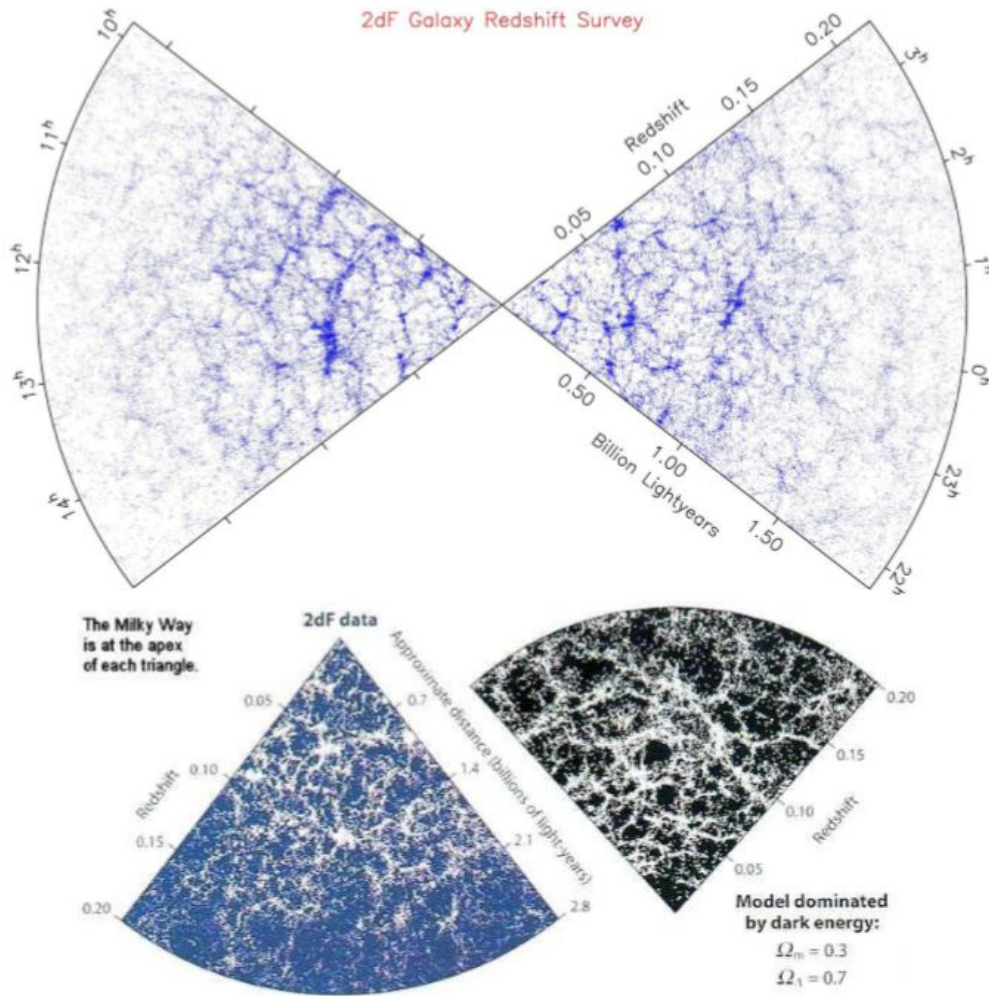 2dF Galaxy Redshift Survey
10h
11h
12h
13h
14h
Redshift
0.05
0.10
0.15
0.20
3h
2h
1h
0h
23h
22h
0.50
1.00
1.50
Billion Lightyears
The Milky Way
is at the apex
of each triangle.
2dF data
0.05
0.10
0.15
0.20
Redshift
Approximate distance (billions of light-years)
0.7
1.4
2.1
2.8
0.20
0.15
0.10
0.05
Redshift
Model dominated
by dark energy:
Ωm = 0.3
Ω1 = 0.7